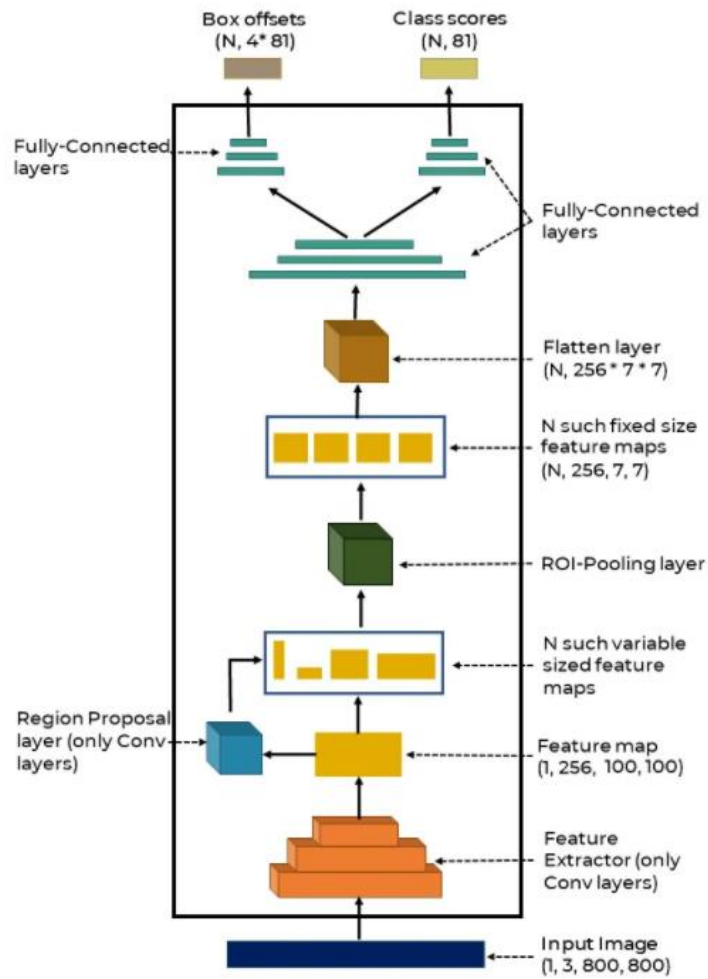 Box offsets
(N, 4* 81)
Class scores
(N, 81)
Fully-Connected
layers
Fully-Connected
layers
Flatten layer
(N, 256 * 7 * 7)
N such fixed size
feature maps
(N, 256, 7, 7)
ROI-Pooling layer
N such variable
sized feature
maps
Region Proposal
layer (only Conv
layers)
Feature map
(1, 256, 100, 100)
Feature
Extractor (only
Conv layers)
Input Image
(1, 3, 800, 800)